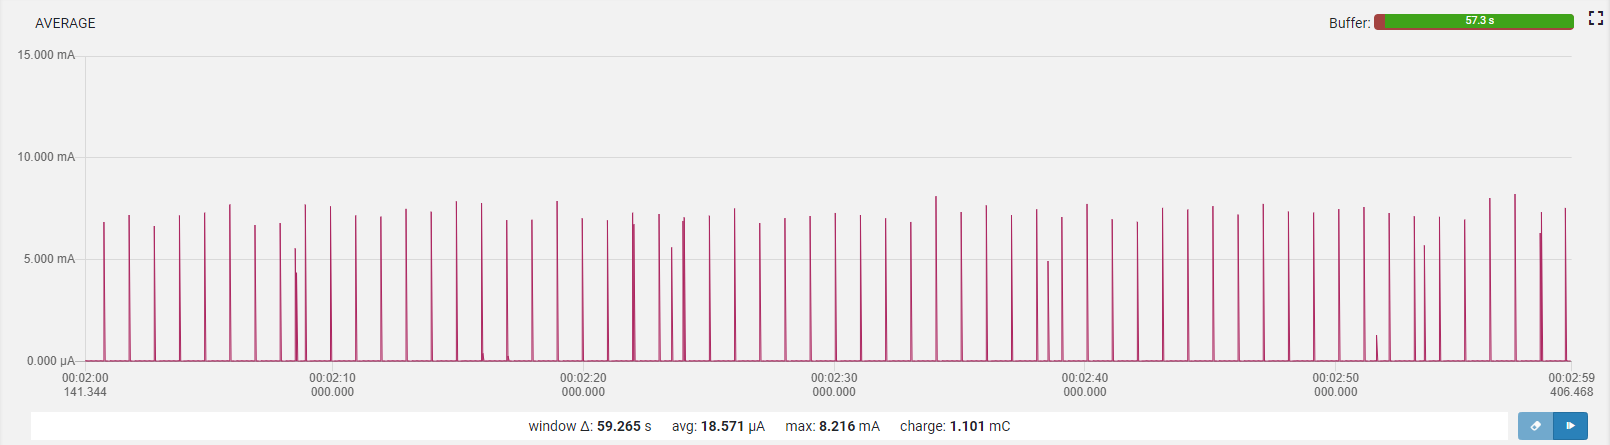 AVERAGE
Buffer: 57.3 s
15.000 mA
10.000 mA
5.000 mA
0.000 µA
00:02:00 00:02:10 00:02:20 00:02:30 00:02:40 00:02:50 00:02:59
141.344 000.000 000.000 000.000 000.000 000.000 406.468
window Δ: 59.265 s avg: 18.571 µA max: 8.216 mA charge: 1.101 mC